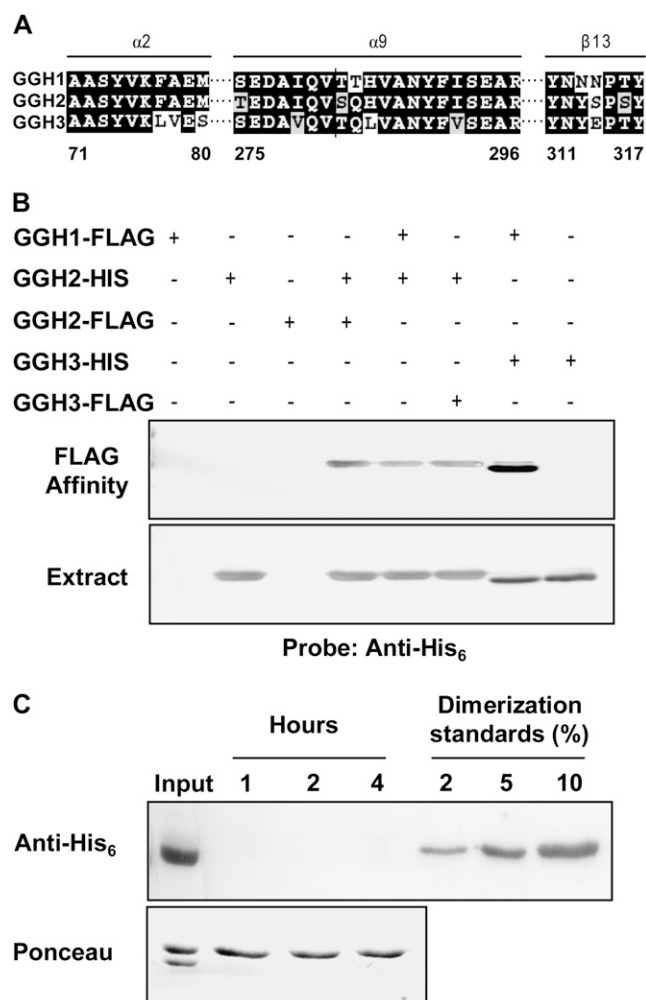 A
α2 α9 β13
GGH1 AASYVKFAEM····SEDAIQVTTHVANYFISEAR····YNNNPTY
GGH2 AASYVKFAEM····TEDAIQVSQHVANYFISEAR····YNYSPSY
GGH3 AASYVKLVES····SEDAVQVTQLVANYFVSEAR····YNYEPTY
71 80 275 296 311 317
B
GGH1-FLAG + - - - + - + -
GGH2-HIS - + - + + + - -
GGH2-FLAG - - + + - - - -
GGH3-HIS - - - - - - + +
GGH3-FLAG - - - - - + - -
FLAG
Affinity
Extract
Probe: Anti-His6
C
Hours
Dimerization
standards (%)
Input 1 2 4 2 5 10
Anti-His6
Ponceau